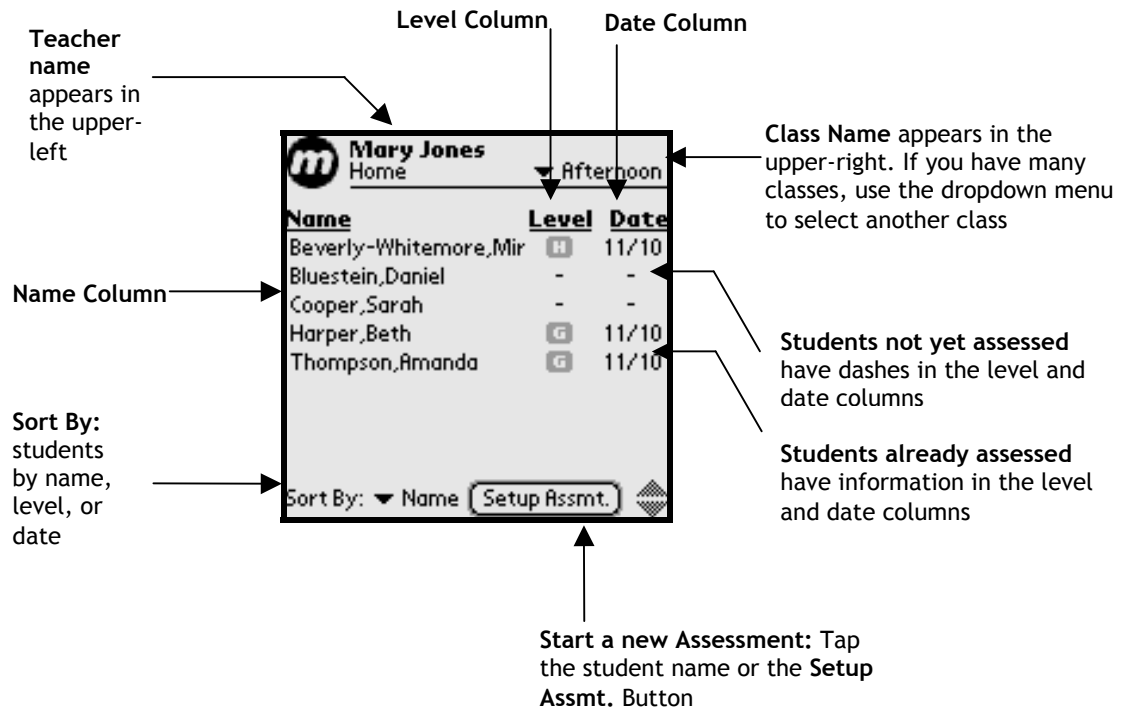 Level Column
Date Column
Teacher
name
appears in
the upper-
left
Class Name appears in the
upper-right. If you have many
classes, use the dropdown menu
to select another class
m
Mary Jones
Home
Afternoon
Name Level Date
Beverly-Whitemore,Mir H 11/10
Bluestein,Daniel - -
Cooper,Sarah - -
Harper,Beth G 11/10
Thompson,Amanda G 11/10
Name Column
Students not yet assessed
have dashes in the level and
date columns
Sort By:
students
by name,
level, or
date
Students already assessed
have information in the level
and date columns
Sort By: Name Setup Assmt.
Start a new Assessment: Tap
the student name or the Setup
Assmt. Button